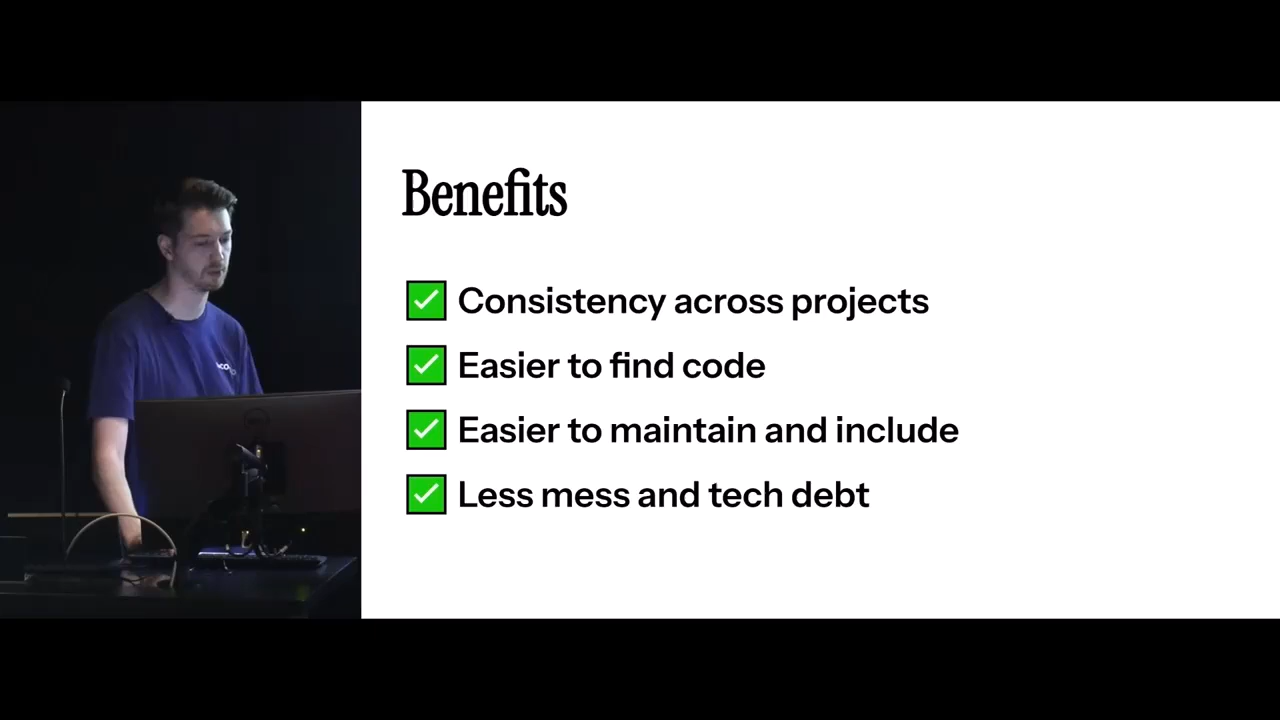 Benefits
Consistency across projects
Easier to find code
Easier to maintain and include
Less mess and tech debt